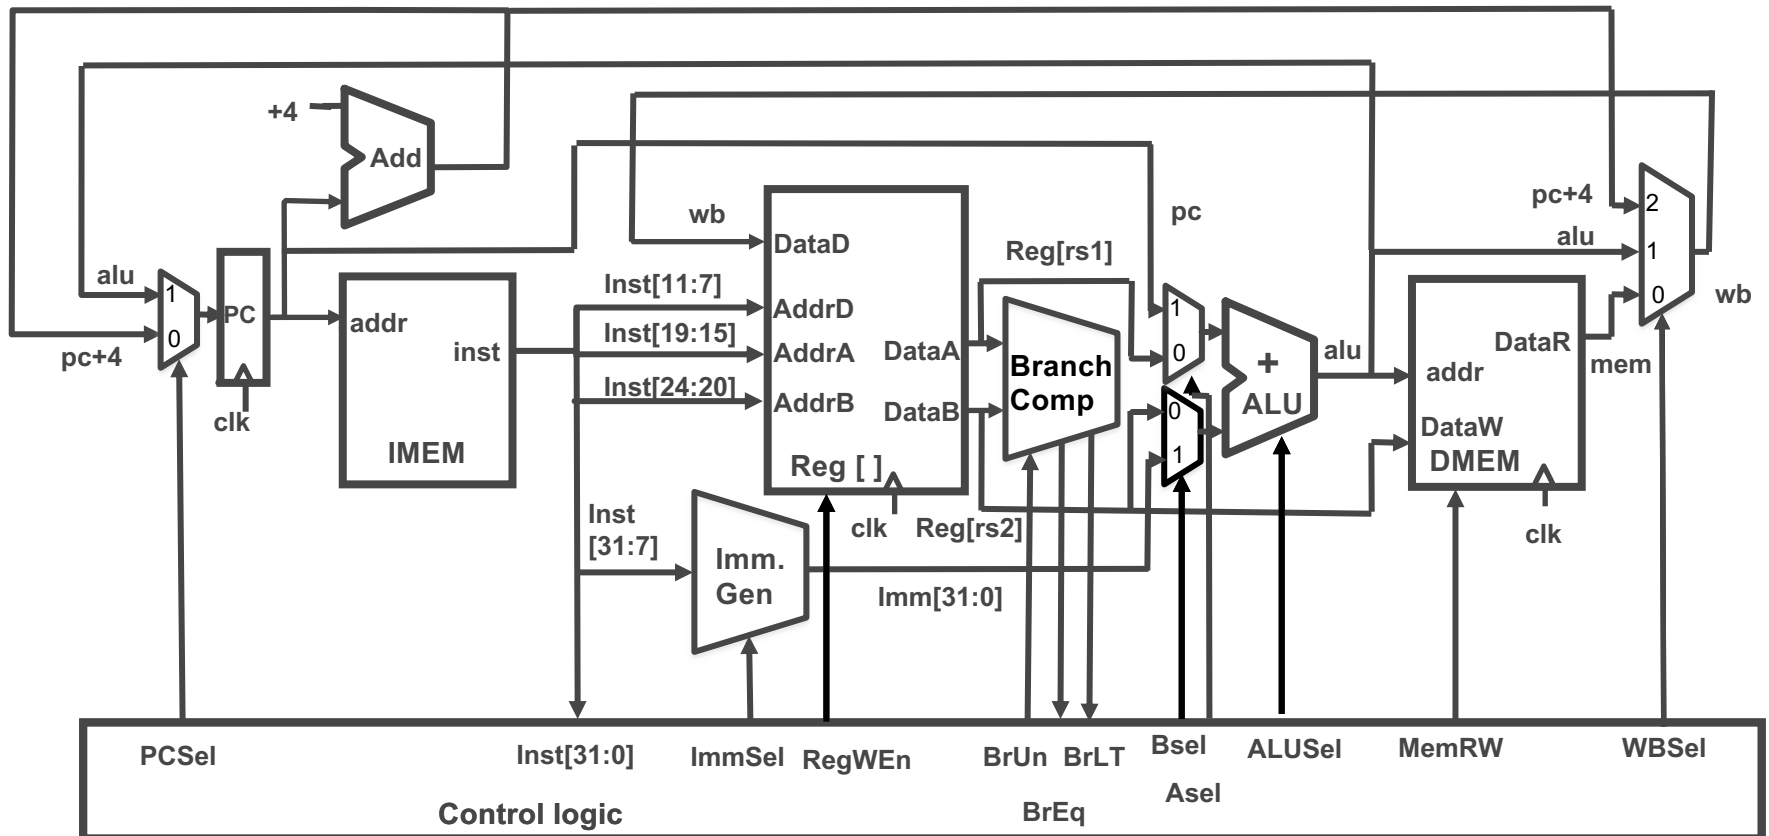 +4
Add
pc+4
2
alu
1
0
wb
mem
pc
wb
DataD
Reg[rs1]
alu
1
0
pc+4
PC
clk
addr
inst
IMEM
Inst[11:7]
AddrD
Inst[19:15]
AddrA
DataA
Inst[24:20]
AddrB
DataB
Reg [ ]
clk
Reg[rs2]
Branch
Comp
1
0
0
1
+
ALU
alu
addr
DataR
DataW
DMEM
clk
Inst
[31:7]
Imm.
Gen
Imm[31:0]
PCSel
Inst[31:0]
ImmSel
RegWEn
BrUn
BrLT
Bsel
ALUSel
MemRW
WBSel
Asel
Control logic
BrEq